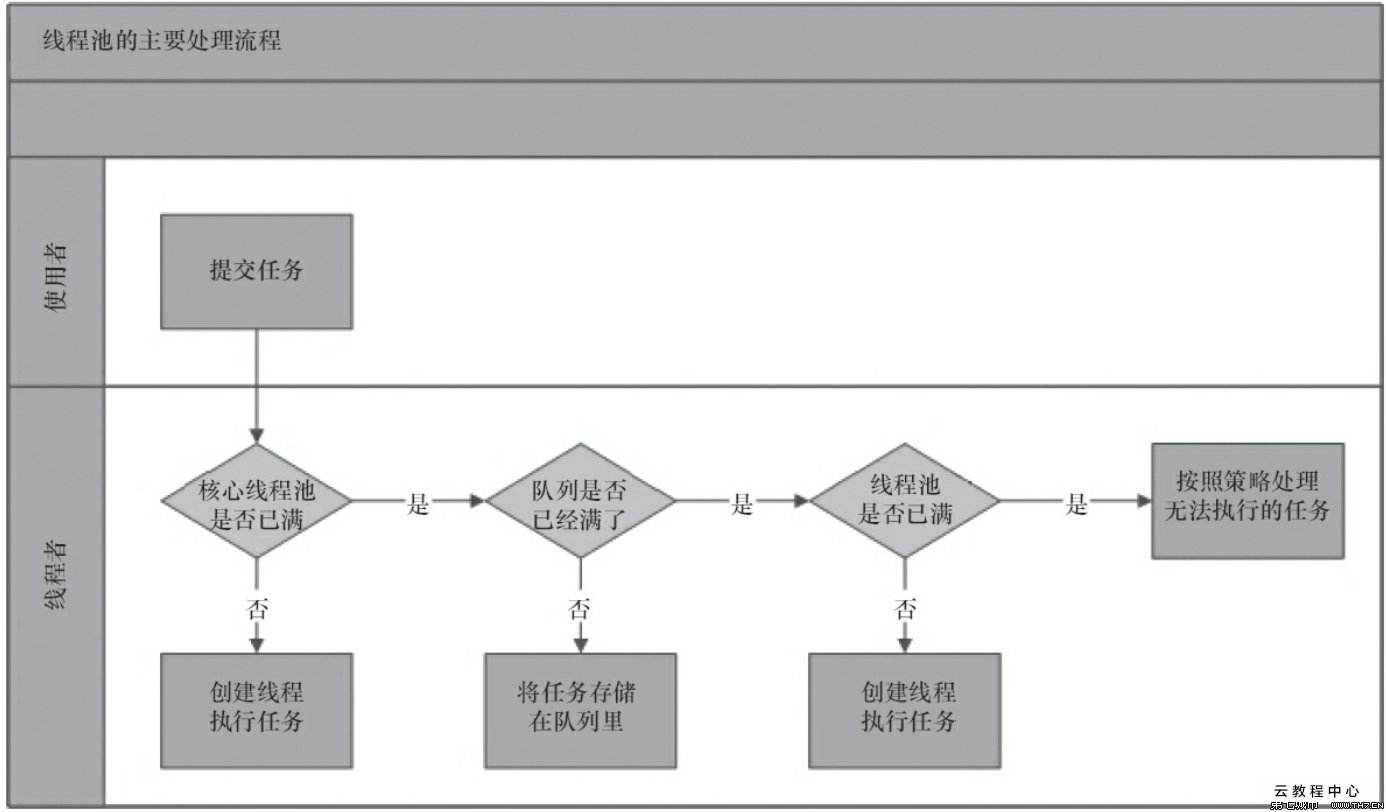 线程池的主要处理流程
使用者
提交任务
线程者
核心线程池
是否已满
是
队列是否
已经满了
是
线程池
是否已满
是
按照策略处理
无法执行的任务
否
否
否
创建线程
执行任务
将任务存储
在队列里
创建线程
执行任务
云教程中心
WWW.TH7.CN